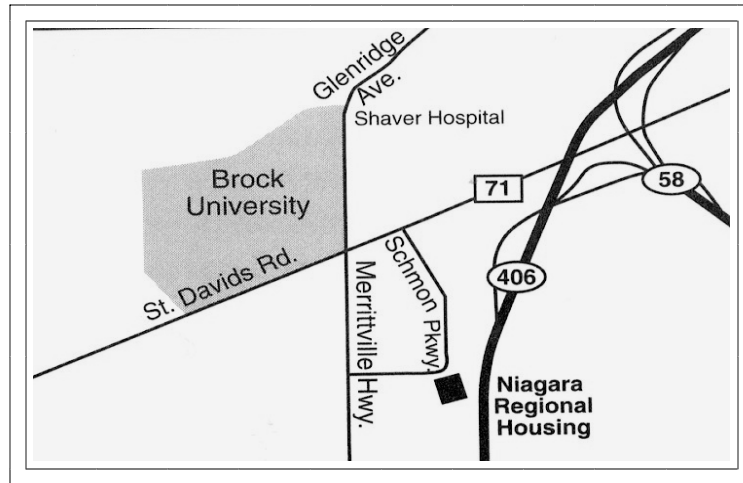 Glenridge
Ave.
Shaver Hospital
Brock
University
71
58
St. Davids Rd.
Schmon Pkwy.
Merrittville Hwy.
406
Niagara
Regional
Housing